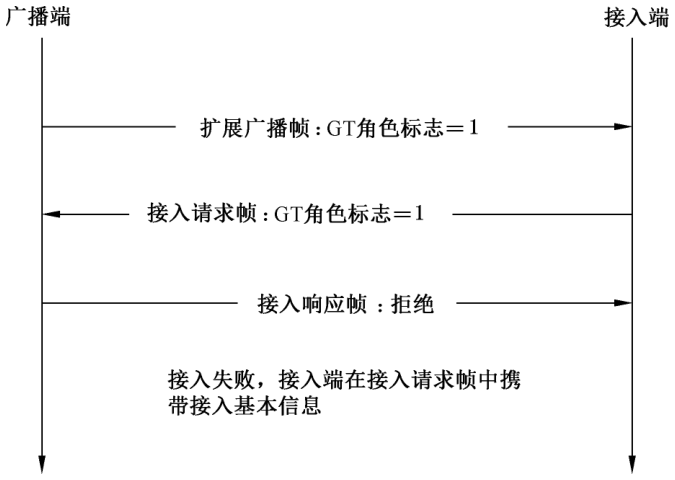 广播端
接入端
扩展广播帧:GT角色标志=1
接入请求帧:GT角色标志=1
接入响应帧:拒绝
接入失败,接入端在接入请求帧中携
带接入基本信息